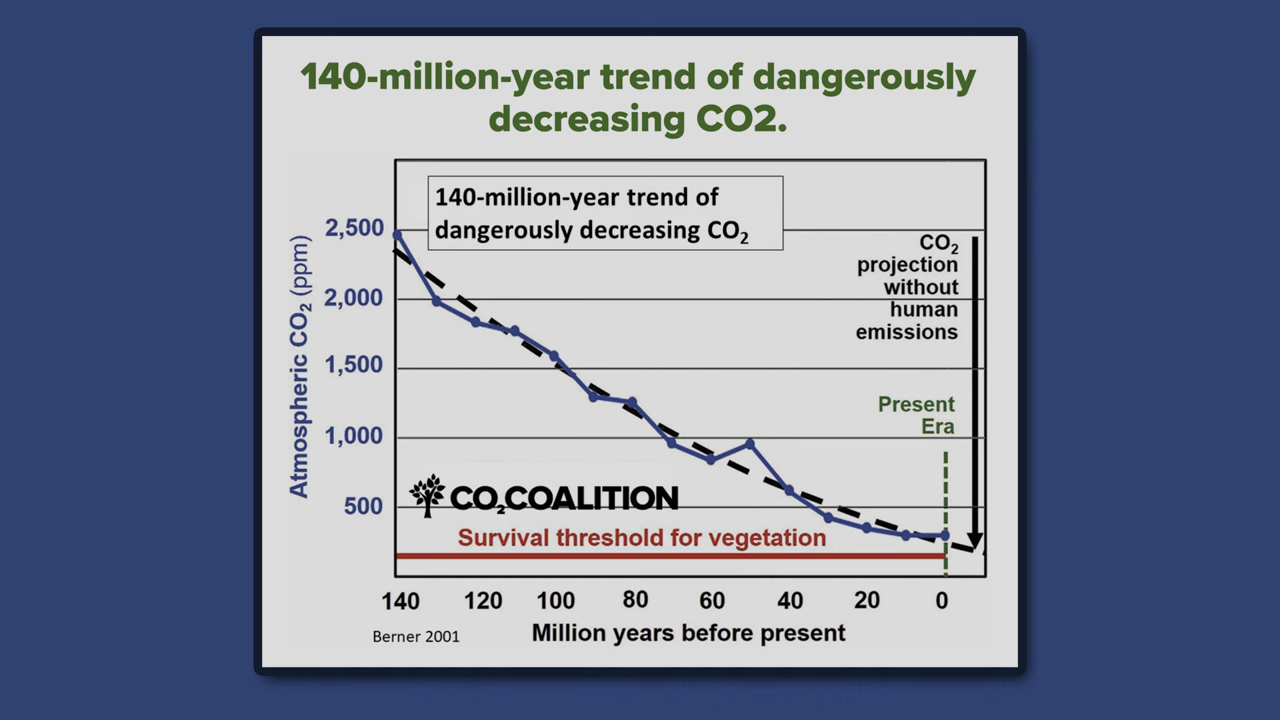 140-million-year trend of dangerously
decreasing CO2.
140-million-year trend of
dangerously decreasing CO₂
Atmospheric CO₂ (ppm)
2,500
2,000
1,500
1,000
500
CO₂
projection
without
human
emissions
Present
Era
CO₂COALITION
Survival threshold for vegetation
140 120 100 80 60 40 20 0
Berner 2001
Million years before present